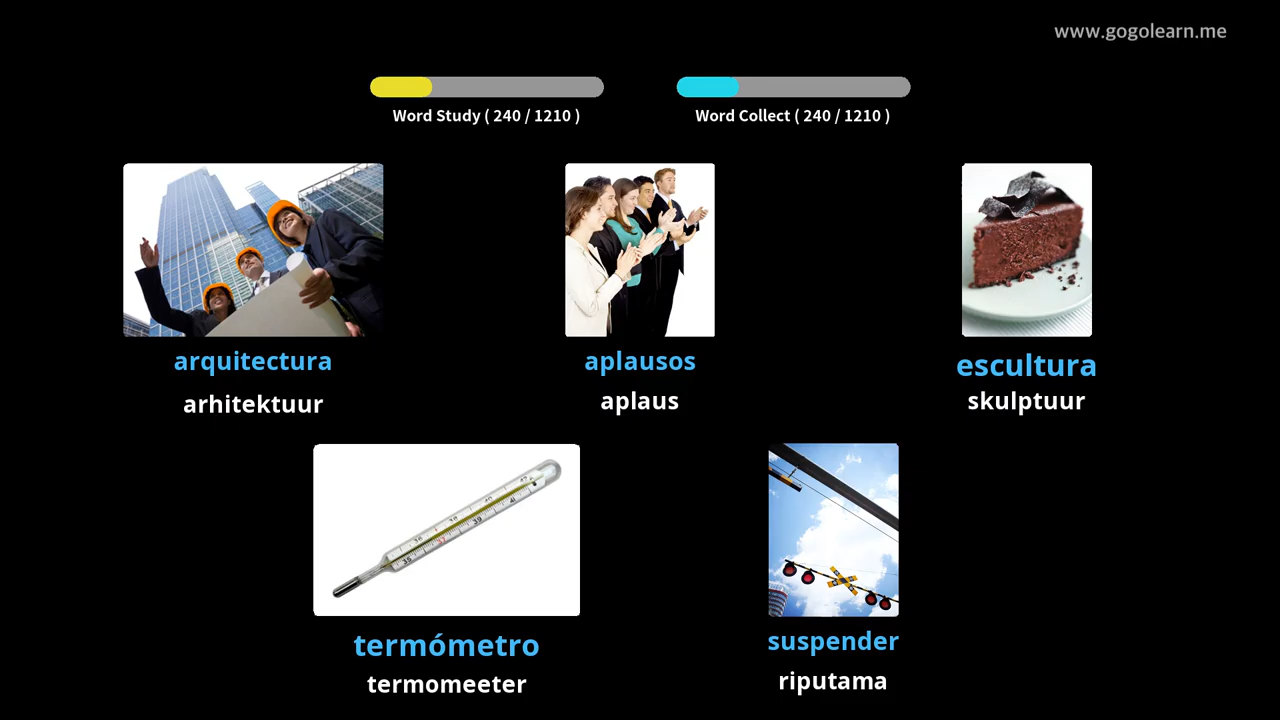 www.gogolearn.me
Word Study ( 240 / 1210 )
Word Collect ( 240 / 1210 )
arquitectura
arhitektuur
aplausos
aplaus
escultura
skulptuur
termómetro
termomeeter
suspender
riputama